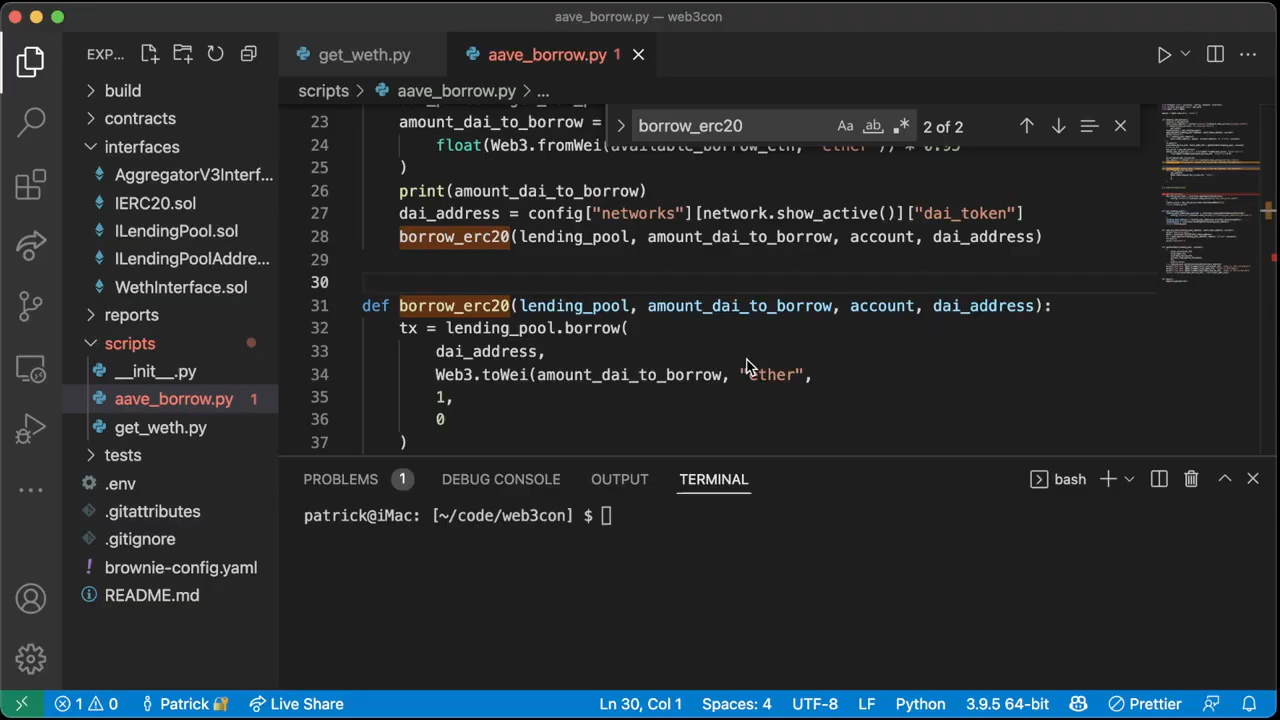 aave_borrow.py — web3con
EXP...
get_weth.py
aave_borrow.py 1
scripts > aave_borrow.py > ...
borrow_erc20
Aa ab 2 of 2
build
contracts
interfaces
AggregatorV3Interf...
IERC20.sol
ILendingPool.sol
ILendingPoolAddre...
WethInterface.sol
reports
scripts
__init__.py
aave_borrow.py 1
get_weth.py
tests
.env
.gitattributes
.gitignore
brownie-config.yaml
README.md
23 amount_dai_to_borrow =
24 float(Web3.fromWei(available_borrow_eth, "ether")) * 0.95
25 )
26 print(amount_dai_to_borrow)
27 dai_address = config["networks"][network.show_active()]["dai_token"]
28 borrow_erc20(lending_pool, amount_dai_to_borrow, account, dai_address)
29
30
31 def borrow_erc20(lending_pool, amount_dai_to_borrow, account, dai_address):
32 tx = lending_pool.borrow(
33 dai_address,
34 Web3.toWei(amount_dai_to_borrow, "ether",
35 1,
36 0
37 )
PROBLEMS 1 DEBUG CONSOLE OUTPUT TERMINAL
bash
patrick@iMac: [~/code/web3con] $
1 0 Patrick Live Share Ln 30, Col 1 Spaces: 4 UTF-8 LF Python 3.9.5 64-bit Prettier